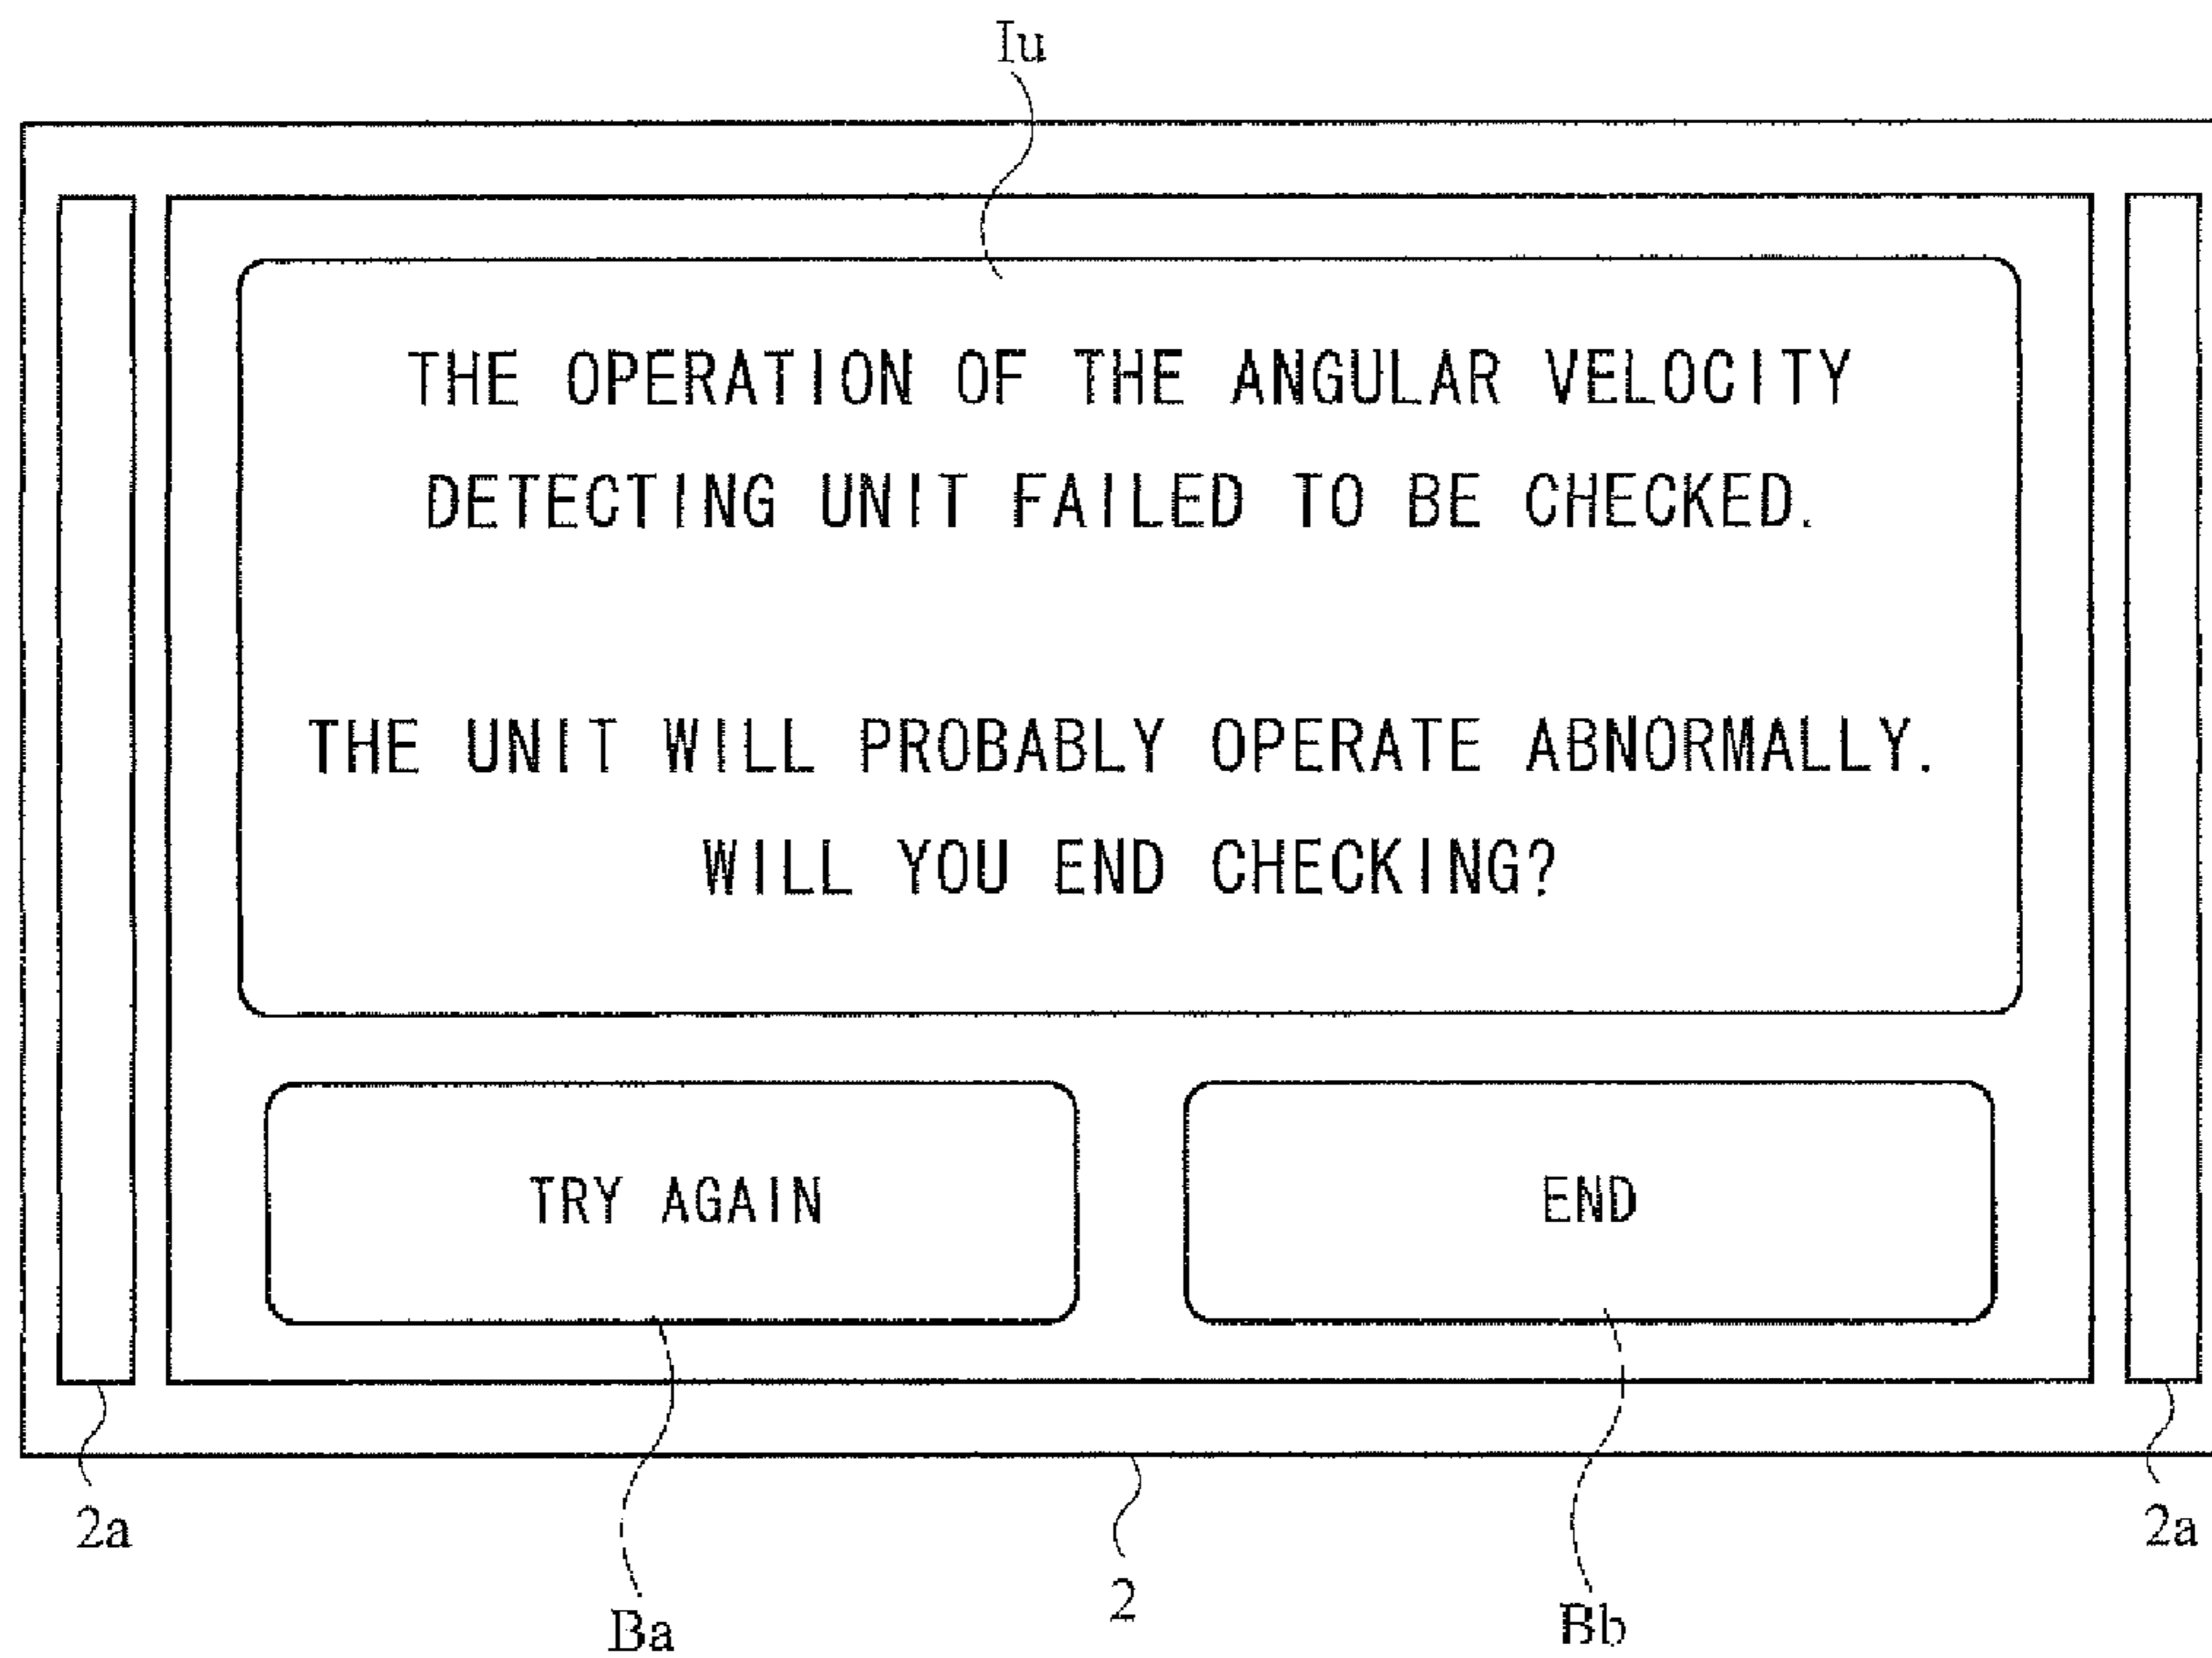 Iu
THE OPERATION OF THE ANGULAR VELOCITY
DETECTING UNIT FAILED TO BE CHECKED.
THE UNIT WILL PROBABLY OPERATE ABNORMALLY.
WILL YOU END CHECKING?
TRY AGAIN
END
2a
Ba
2
Bb
2a